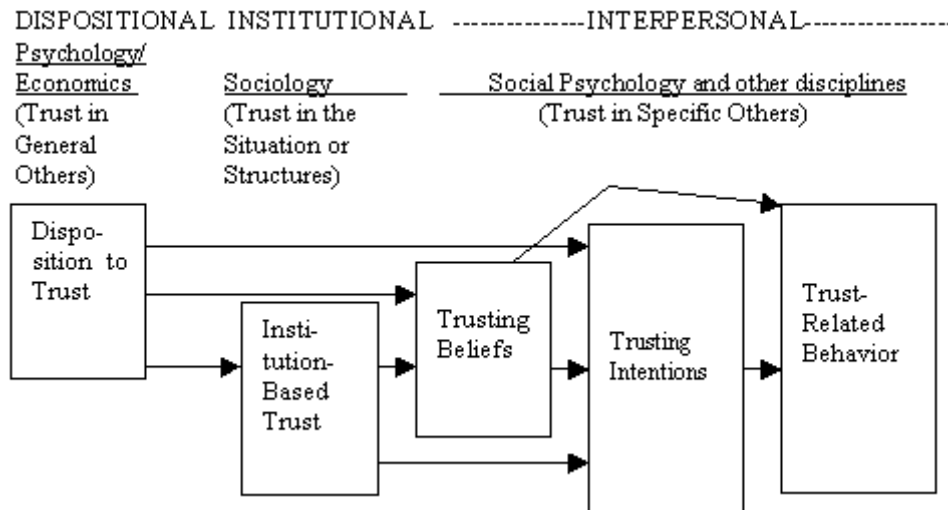 DISPOSITIONAL INSTITUTIONAL --------------INTERPERSONAL---------------
Psychology/
Economics
(Trust in
General
Others)
Sociology
(Trust in the
Situation or
Structures)
Social Psychology and other disciplines
(Trust in Specific Others)
Dispo-
sition to
Trust
Insti-
tution-
Based
Trust
Trusting
Beliefs
Trusting
Intentions
Trust-
Related
Behavior